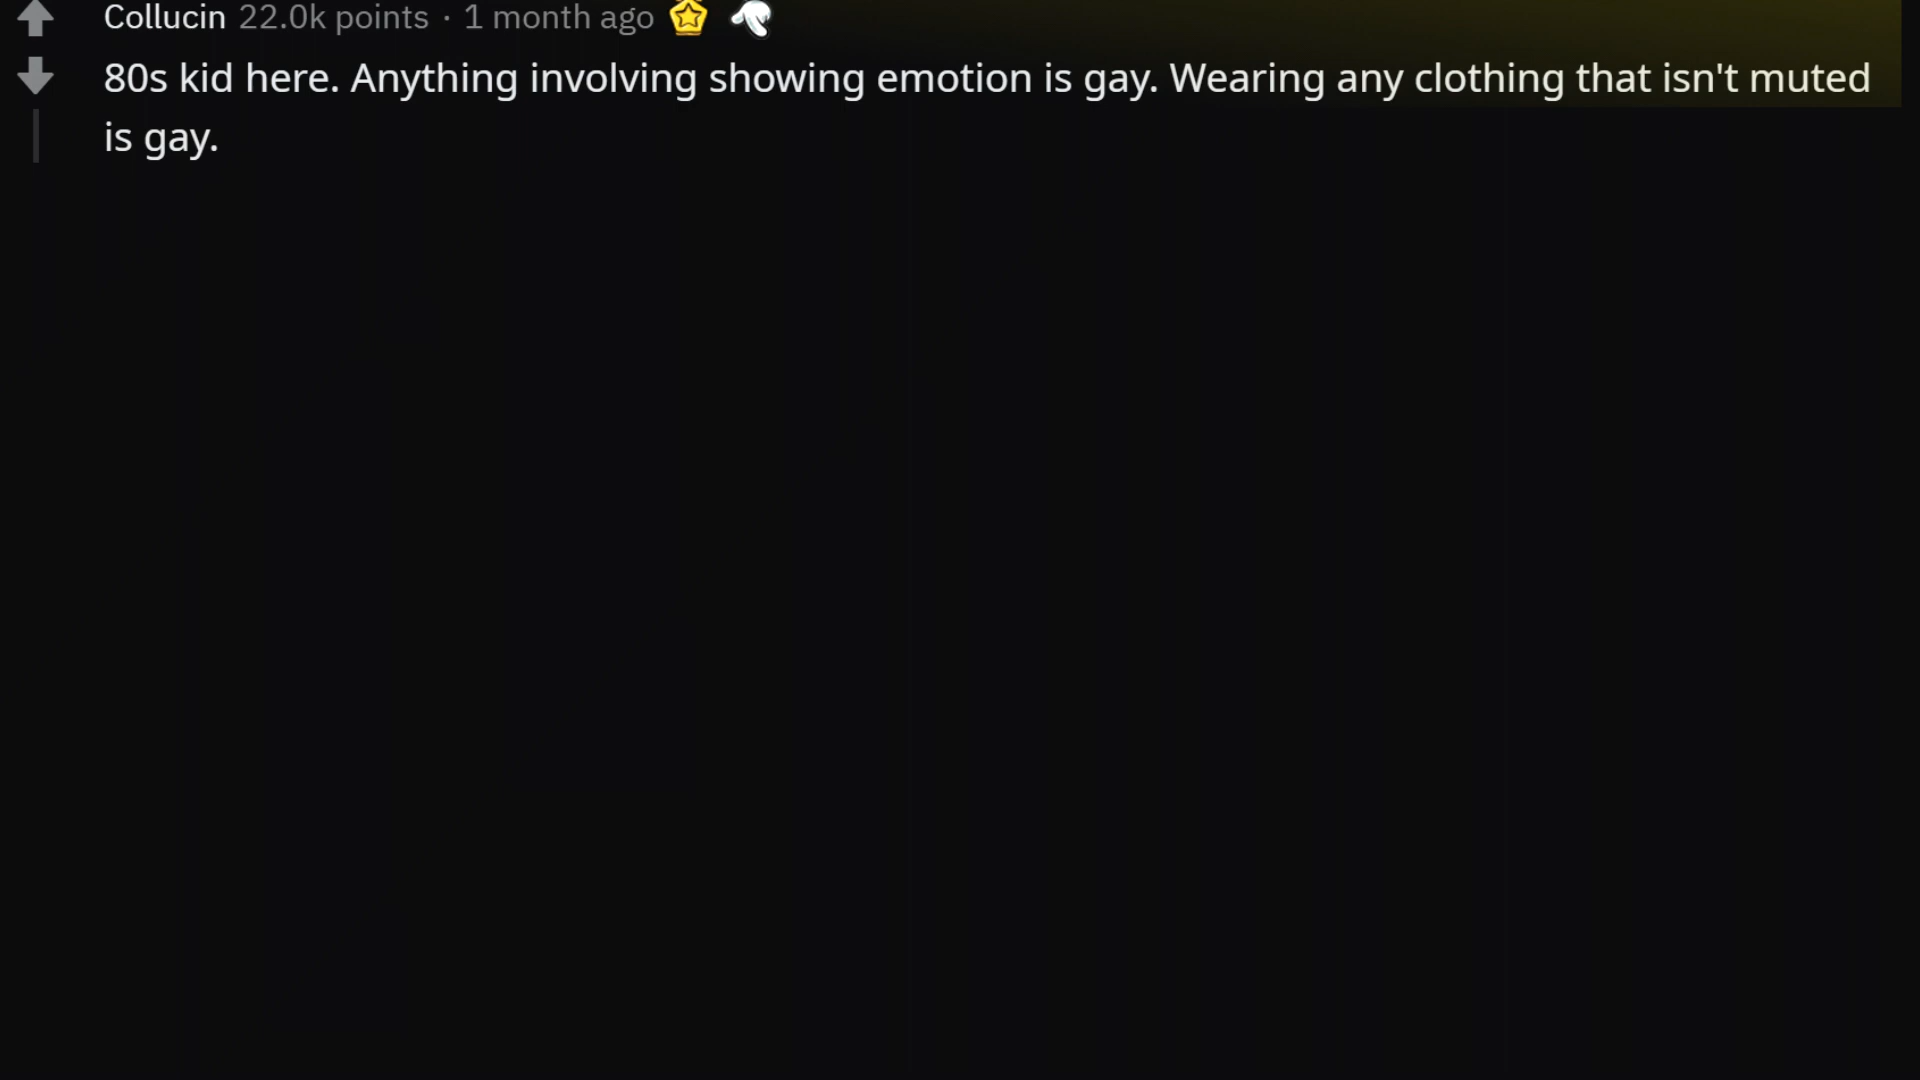 Collucin 22.0k points · 1 month ago
80s kid here. Anything involving showing emotion is gay. Wearing any clothing that isn't muted
is gay.